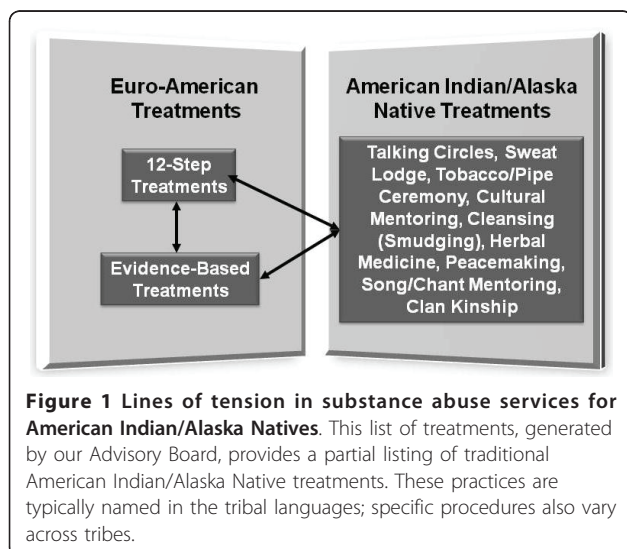 Euro-American
Treatments
12-Step
Treatments
Evidence-Based
Treatments
American Indian/Alaska
Native Treatments
Talking Circles, Sweat
Lodge, Tobacco/Pipe
Ceremony, Cultural
Mentoring, Cleansing
(Smudging), Herbal
Medicine, Peacemaking,
Song/Chant Mentoring,
Clan Kinship
Figure 1 Lines of tension in substance abuse services for
American Indian/Alaska Natives. This list of treatments, generated
by our Advisory Board, provides a partial listing of traditional
American Indian/Alaska Native treatments. These practices are
typically named in the tribal languages; specific procedures also vary
across tribes.